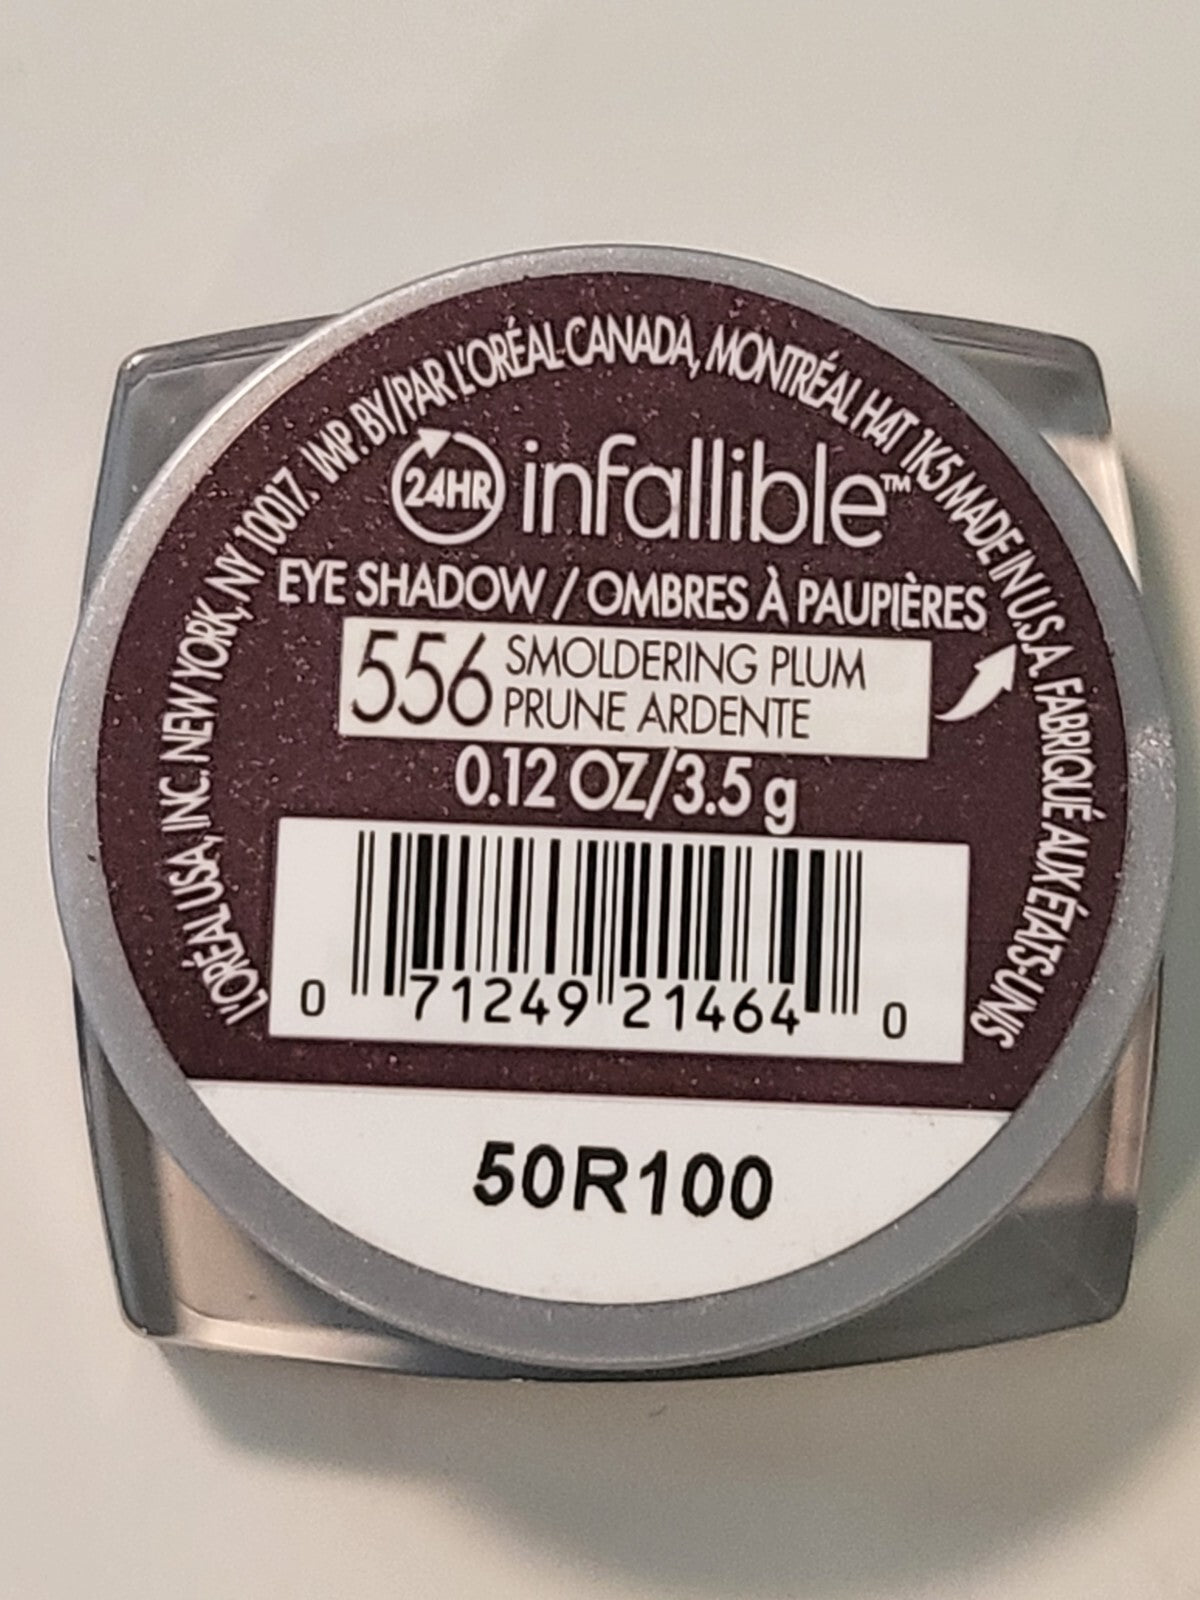 L'ORÉAL USA, INC. NEW YORK, NY 10017. IMP. BY/PAR L'ORÉAL CANADA, MONTRÉAL H4T 1K5 MADE IN U.S.A. FABRIQUÉ AUX ÉTATS-UNIS
24HR infallible™
EYE SHADOW / OMBRES À PAUPIÈRES
556 SMOLDERING PLUM
PRUNE ARDENTE
0.12 OZ/3.5 g
0 71249 21464 0
50R100